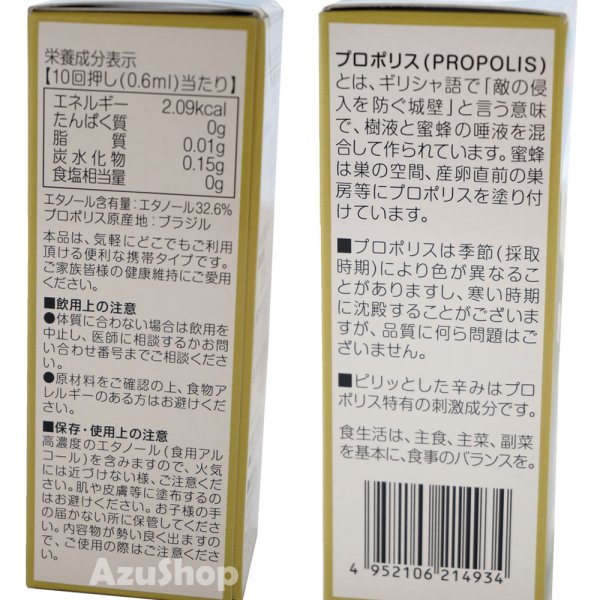 栄養成分表示
【10回押し(0.6ml)当たり】
エネルギー 2.09kcal
たんぱく質 0g
脂質 0.01g
炭水化物 0.15g
食塩相当量 0g
エタノール含有量:エタノール32.6%
プロポリス原産地:ブラジル
本品は、気軽にどこでもご利用
頂ける便利な携帯タイプです。
ご家族皆様の健康維持にご愛用
ください。
■飲用上の注意
●体質に合わない場合は飲用を
中止し、医師に相談するかお問
い合わせ番号までご相談くださ
い。
●原材料をご確認の上、食物ア
レルギーのある方はお避けくだ
さい。
■保存・使用上の注意
高濃度のエタノール(食用アル
コール)を含みますので、火気
には近づけない様、ご注意くだ
さい。肌や皮膚等に塗布するの
はお避けください。お子様の手
の届かない所に保管してくださ
い。内容物が勢い良く出ますの
で、ご使用の際はご注意くださ
い。
AzuShop
プロポリス(PROPOLIS)
とは、ギリシャ語で「敵の侵
入を防ぐ城壁」と言う意味
で、樹液と蜜蜂の唾液を混
合して作られています。蜜蜂
は巣の空間、産卵直前の巣
房等にプロポリスを塗り付
けています。
■プロポリスは季節(採取
時期)により色が異なるこ
とがありますし、寒い時期
に沈殿することがございま
すが、品質に何ら問題はご
ざいません。
■ピリッとした辛みはプロ
ポリス特有の刺激成分です。
食生活は、主食、主菜、副菜
を基本に、食事のバランスを。
4 952106 214934